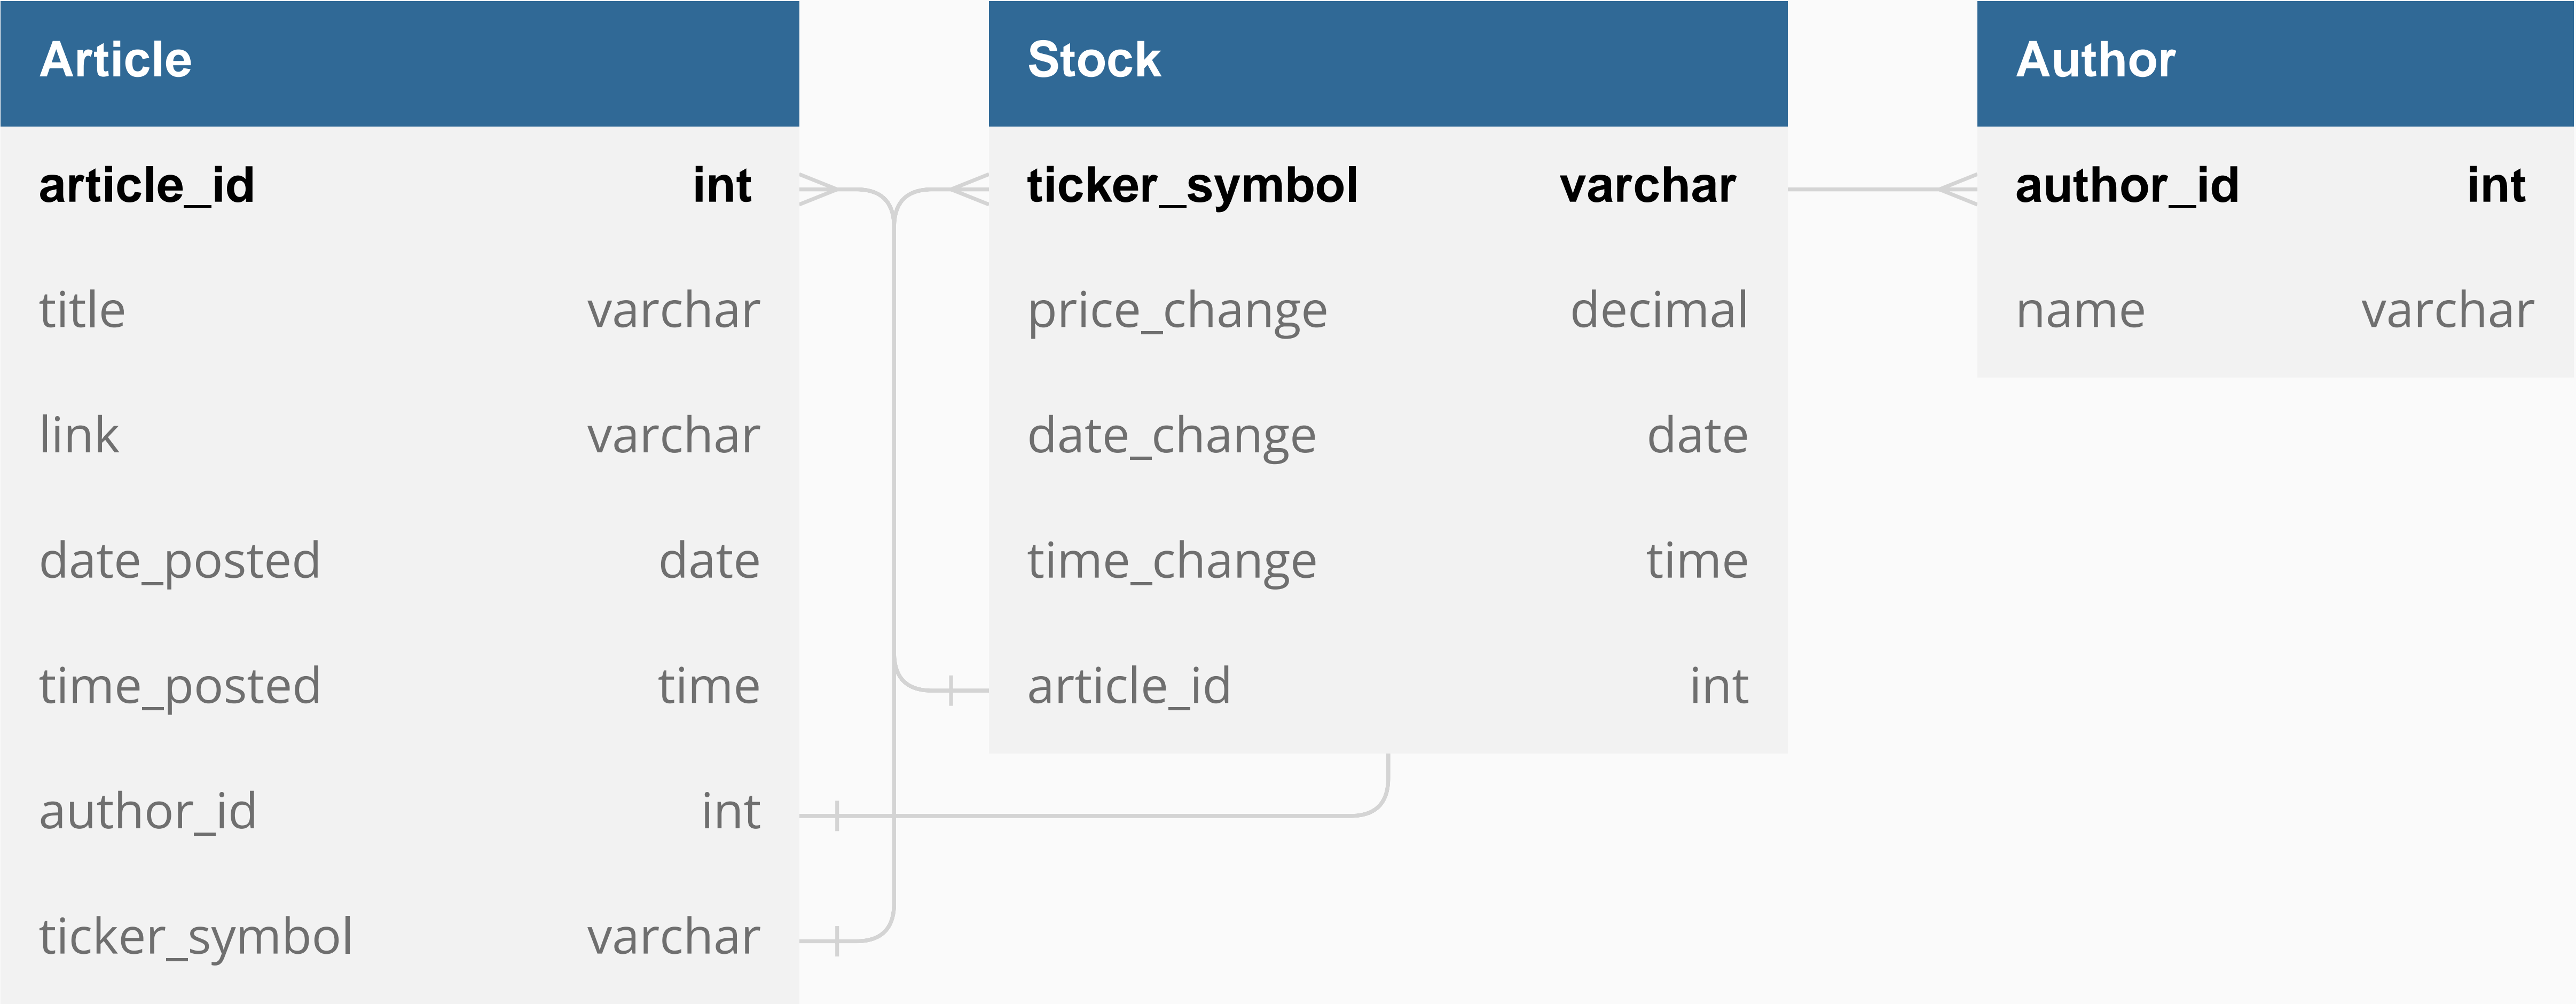 Article
article_id int
title varchar
link varchar
date_posted date
time_posted time
author_id int
ticker_symbol varchar
Stock
ticker_symbol varchar
price_change decimal
date_change date
time_change time
article_id int
Author
author_id int
name varchar